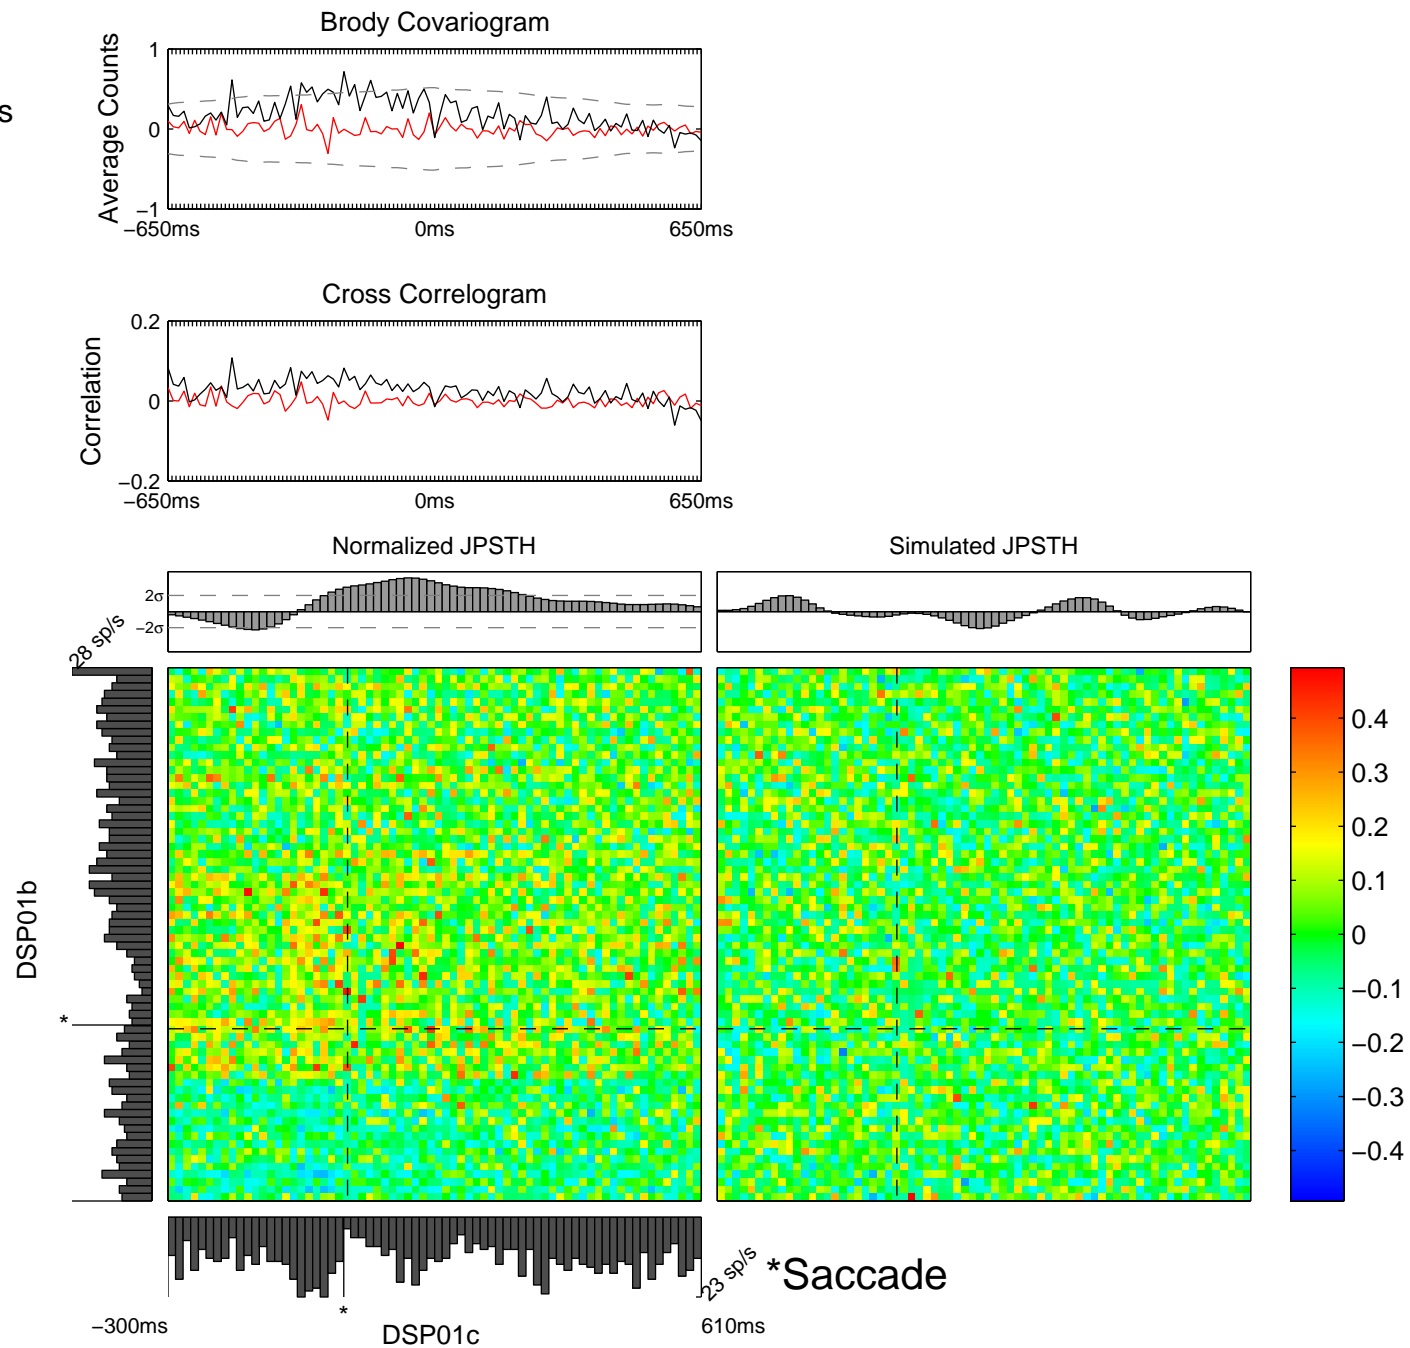 Brody Covariogram
s
Average Counts
1
0
−1
−650ms 0ms 650ms
Cross Correlogram
Correlation
0.2
0
−0.2
−650ms 0ms 650ms
Normalized JPSTH Simulated JPSTH
2σ
−2σ
28 sp/s
DSP01b
*
0.4
0.3
0.2
0.1
0
−0.1
−0.2
−0.3
−0.4
23 sp/s
*Saccade
*
−300ms DSP01c 610ms